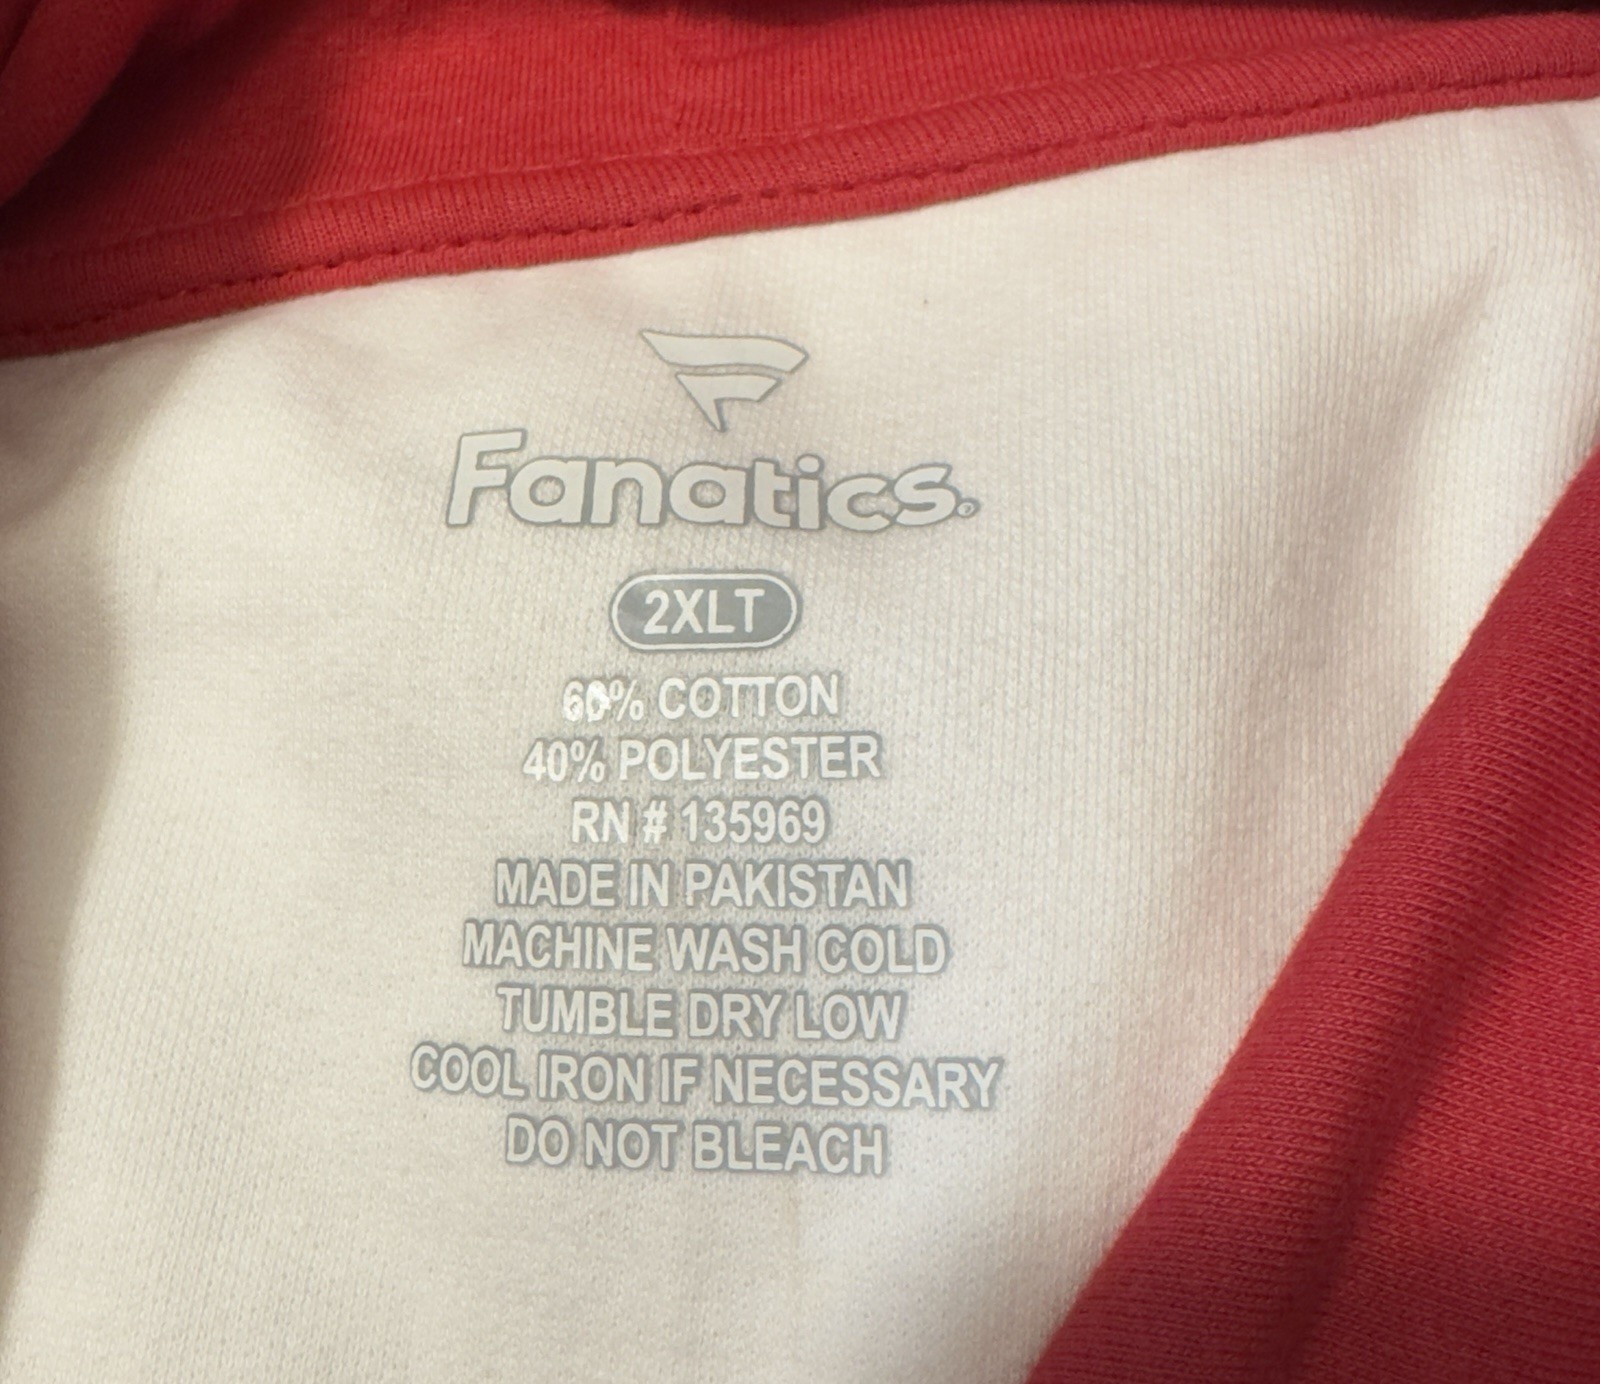 Fanatics®
2XLT
60% COTTON
40% POLYESTER
RN # 135969
MADE IN PAKISTAN
MACHINE WASH COLD
TUMBLE DRY LOW
COOL IRON IF NECESSARY
DO NOT BLEACH